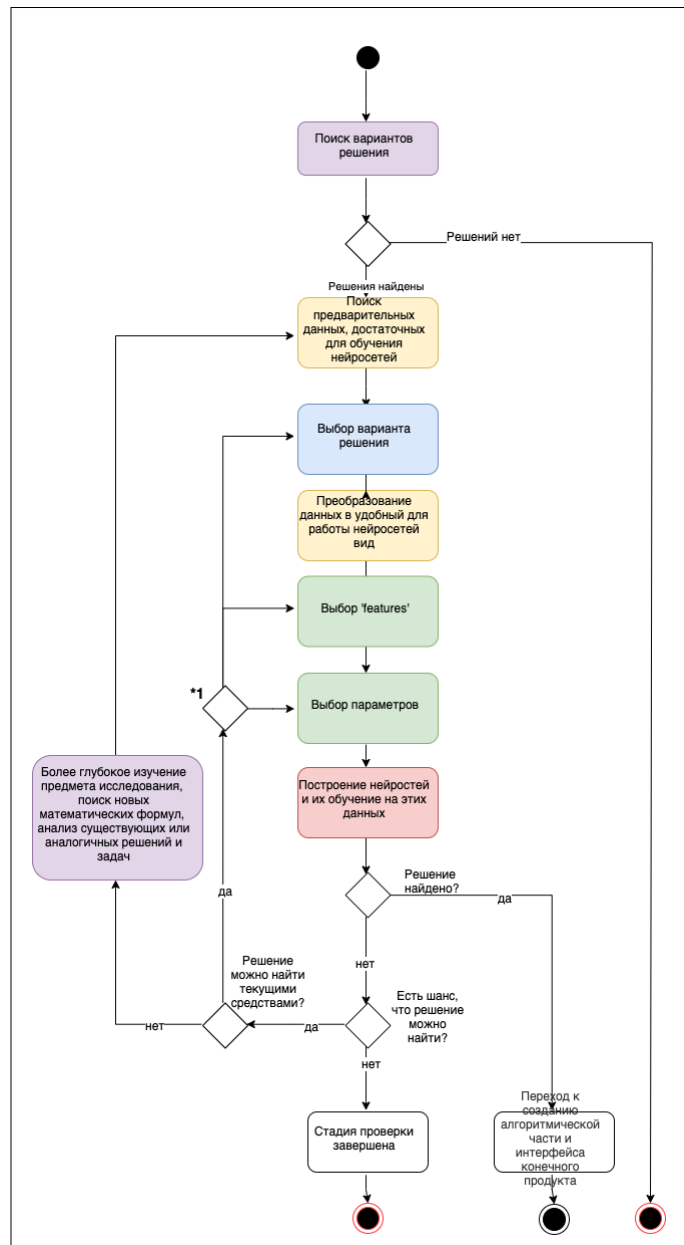 Поиск вариантов
решения
Решений нет
Решения найдены
Поиск
предварительных
данных, достаточных
для обучения
нейросетей
Выбор варианта
решения
Преобразование
данных в удобный для
работы нейросетей
вид
Выбор 'features'
*1
Выбор параметров
Более глубокое изучение
предмета исследования,
поиск новых
математических формул,
анализ существующих или
аналогичных решений и
задач
Построение нейростей
и их обучение на этих
данных
Решение
найдено?
да
да
нет
Решение
можно найти
текущими
средствами?
Есть шанс,
что решение
можно
найти?
нет
да
нет
Стадия проверки
завершена
Переход к
созданию
алгоритмической
части и
интерфейса
конечного
продукта